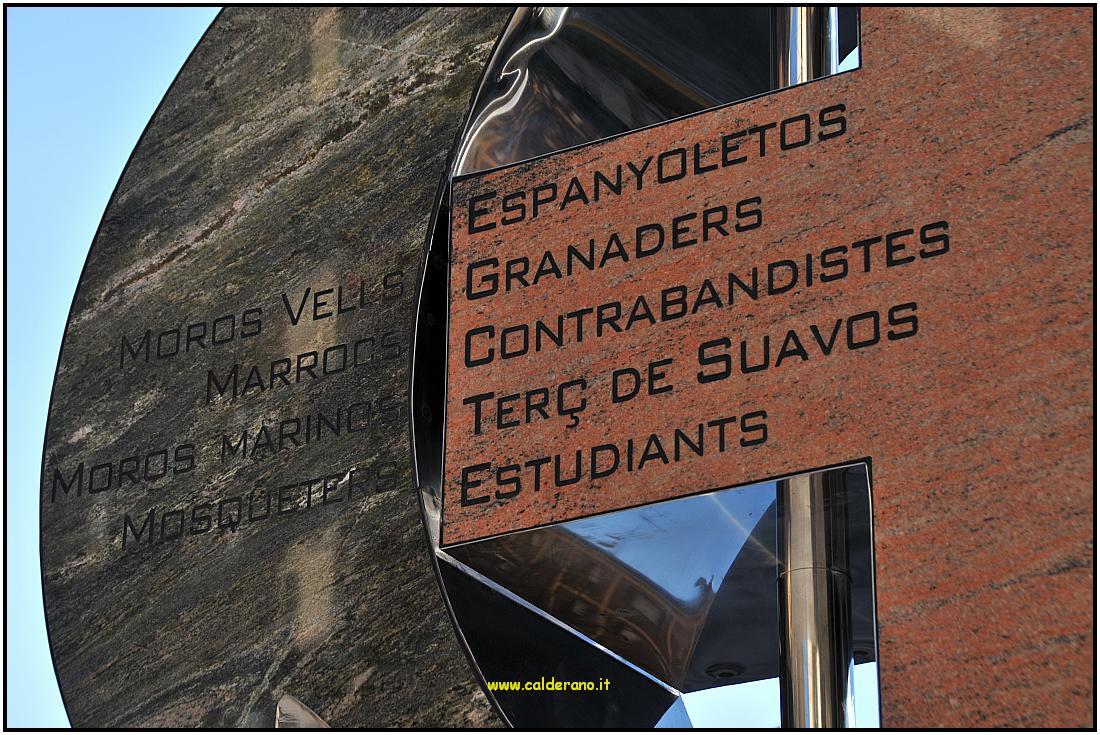 Moros Vells
Marrocs
Moros marinos
Mosqueters
Espanyoletos
Granaders
Contrabandistes
Terç de Suavos
Estudiants
www.calderano.it